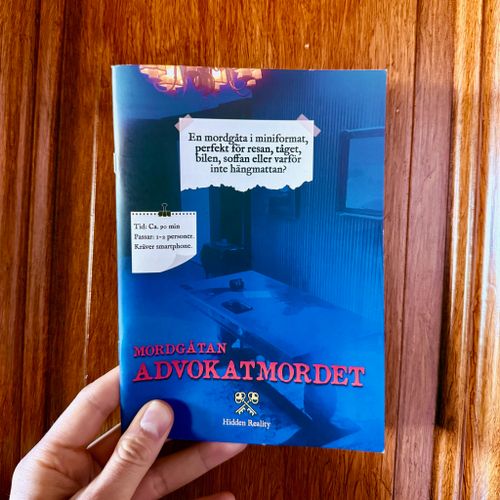 En mordgåta i miniformat,
perfekt för resan, tåget,
bilen, soffan eller varför
inte hängmattan?
Tid: Ca. 90 min
Passar: 1-2 personer.
Kräver smartphone.
MORDGÅTAN
ADVOKATMORDET
Hidden Reality